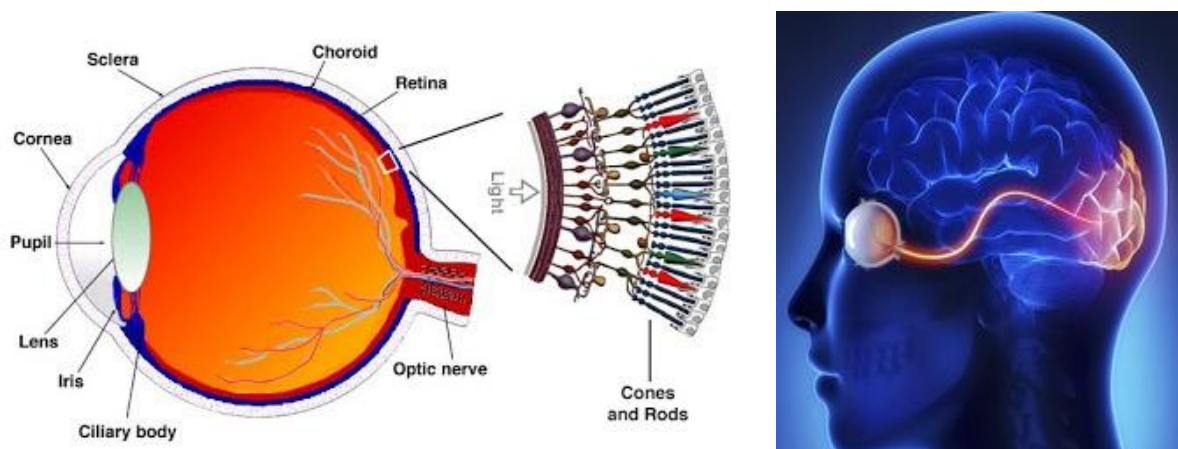 Choroid
Sclera
Retina
Cornea
Light
Pupil
Lens
Iris
Optic nerve
Cones
and Rods
Ciliary body